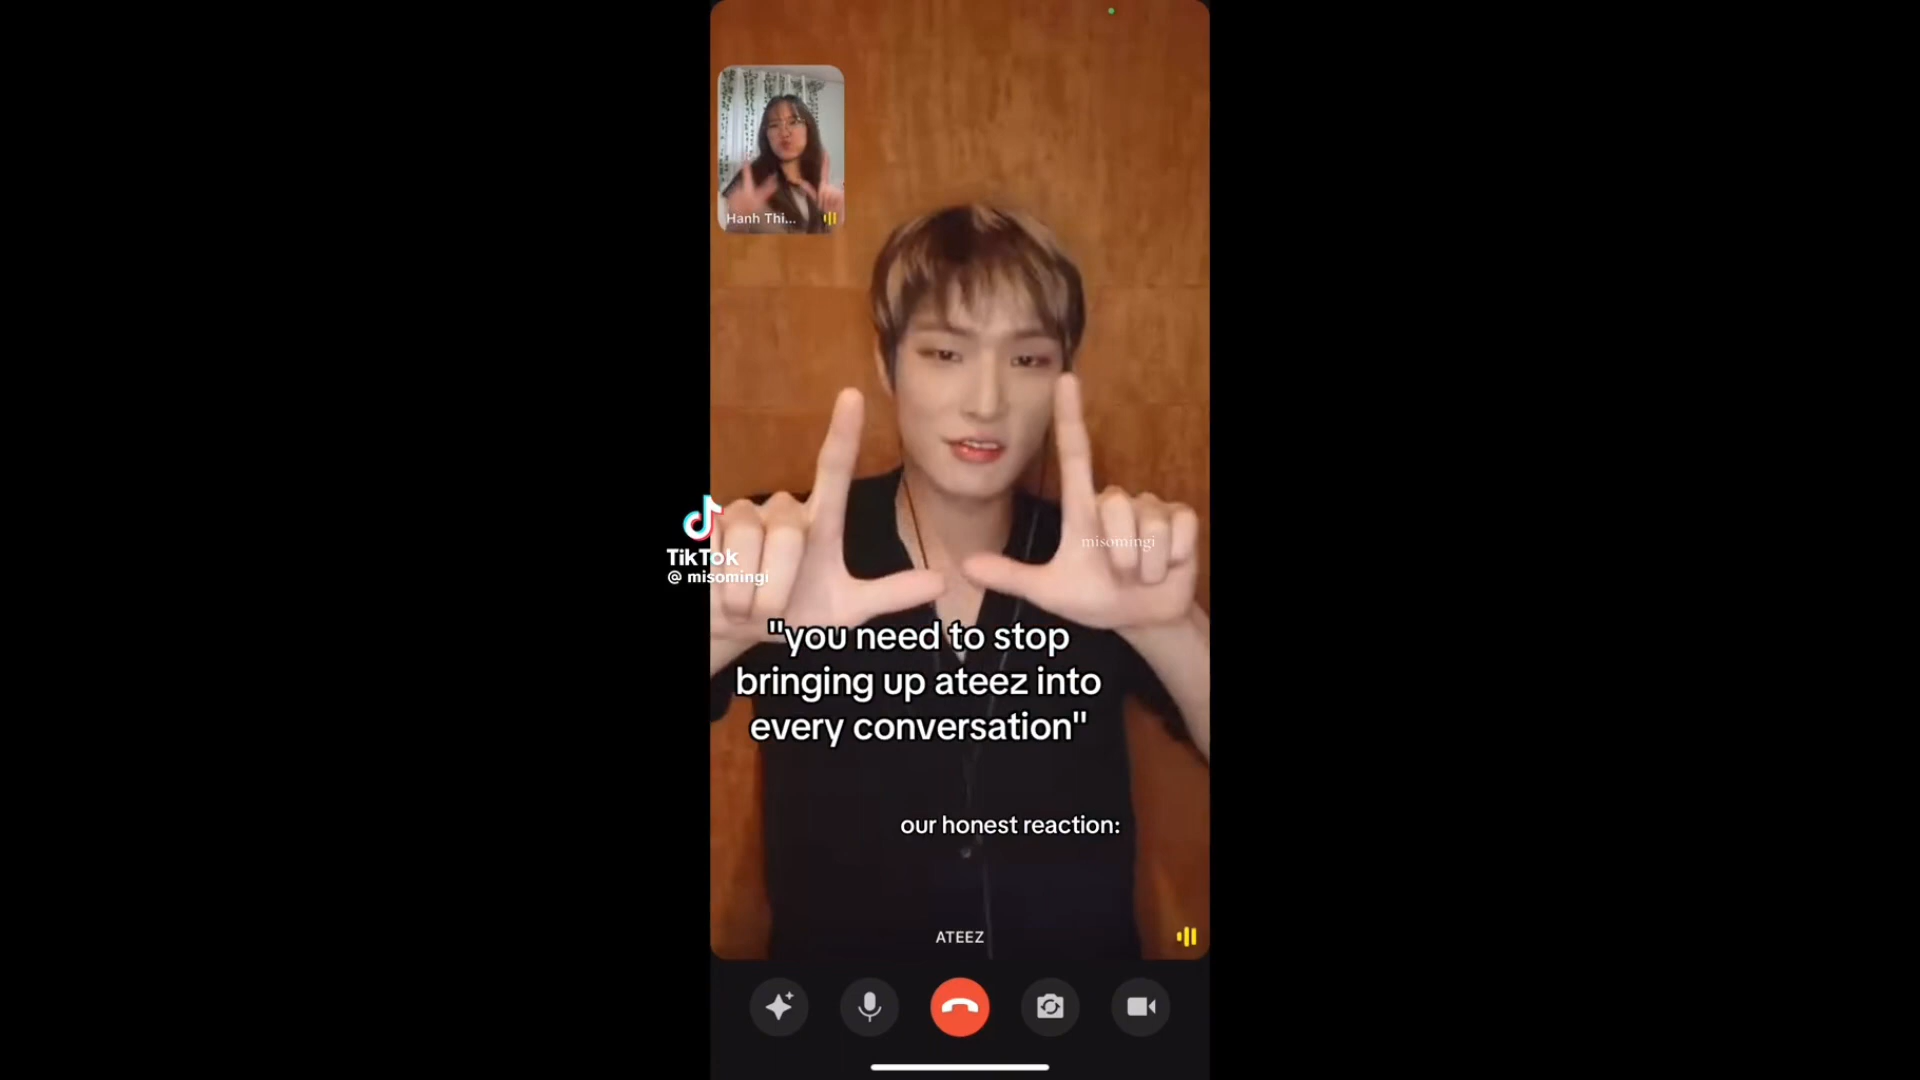 Hanh Thi...
misomingi
TikTok
@ misomingi
"you need to stop
bringing up ateez into
every conversation"
our honest reaction:
ATEEZ